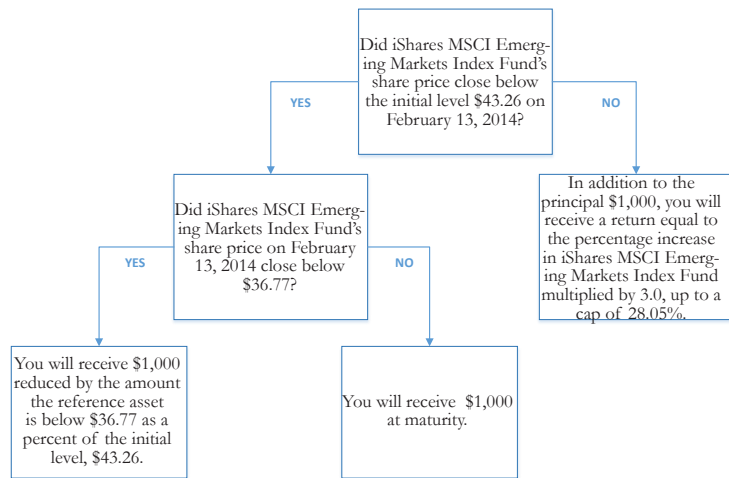 Did iShares MSCI Emerg-
ing Markets Index Fund's
share price close below
the initial level $43.26 on
February 13, 2014?
YES
NO
Did iShares MSCI Emerg-
ing Markets Index Fund's
share price on February
13, 2014 close below
$36.77?
In addition to the
principal $1,000, you will
receive a return equal to
the percentage increase
in iShares MSCI Emerg-
ing Markets Index Fund
multiplied by 3.0, up to a
cap of 28.05%.
YES
NO
You will receive $1,000
reduced by the amount
the reference asset
is below $36.77 as a
percent of the initial
level, $43.26.
You will receive $1,000
at maturity.